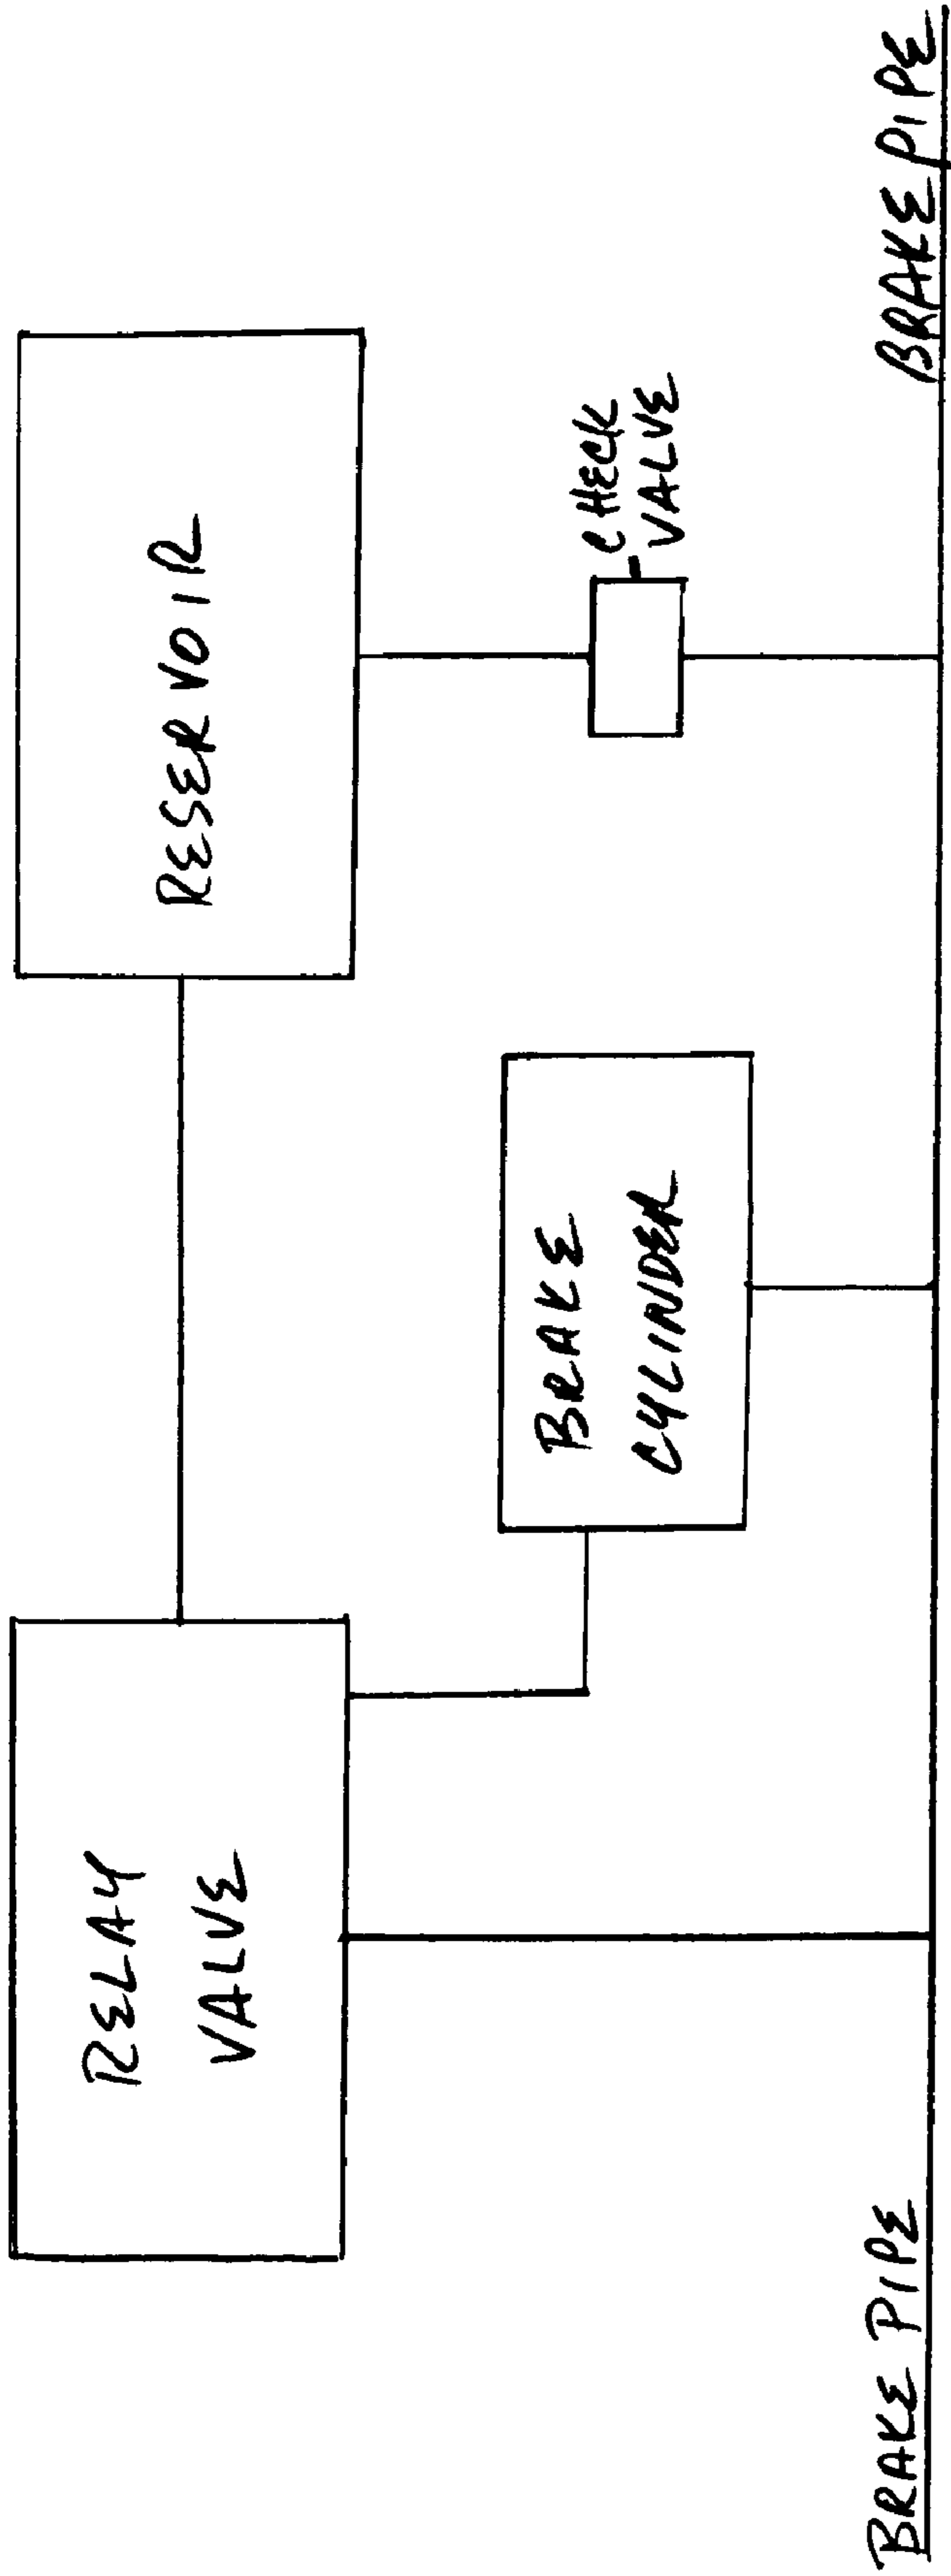 RELAY
VALVE
RESERVOIR
BRAKE
CYLINDER
CHECK
VALVE
BRAKE PIPE
BRAKE PIPE